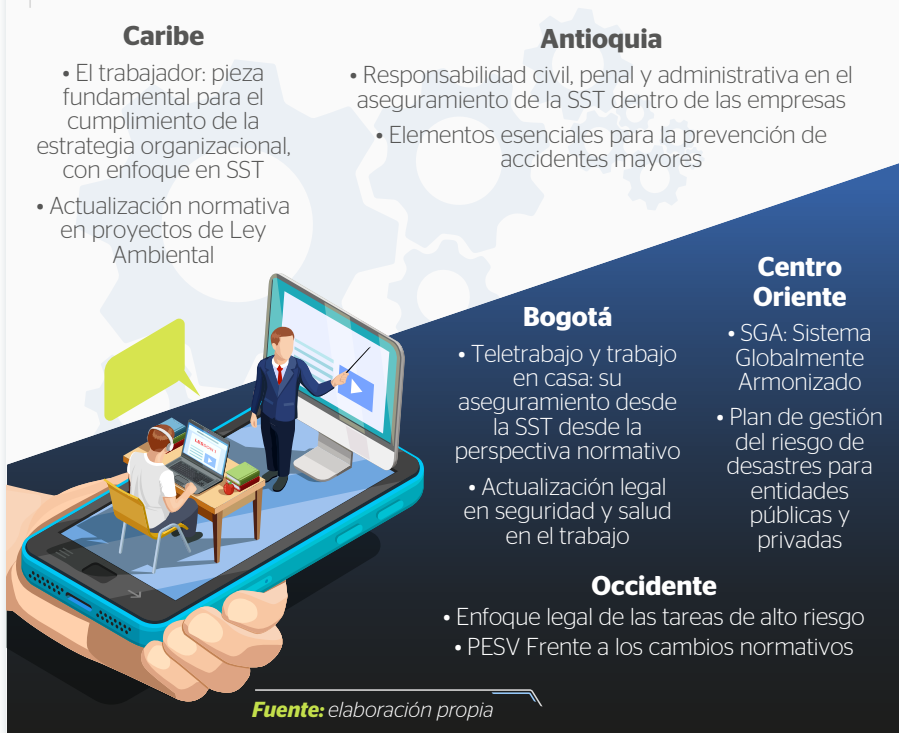 Caribe
• El trabajador: pieza
fundamental para el
cumplimiento de la
estrategia organizacional,
con enfoque en SST
• Actualización normativa
en proyectos de Ley
Ambiental
Antioquia
• Responsabilidad civil, penal y administrativa en el
aseguramiento de la SST dentro de las empresas
• Elementos esenciales para la prevención de
accidentes mayores
Bogotá
• Teletrabajo y trabajo
en casa: su
aseguramiento desde
la SST desde la
perspectiva normativo
• Actualización legal
en seguridad y salud
en el trabajo
Centro
Oriente
• SGA: Sistema
Globalmente
Armonizado
• Plan de gestión
del riesgo de
desastres para
entidades
públicas y
privadas
LESSON 1
Occidente
• Enfoque legal de las tareas de alto riesgo
• PESV Frente a los cambios normativos
Fuente: elaboración propia